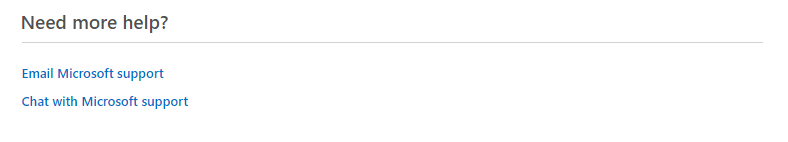 Need more help?
Email Microsoft support
Chat with Microsoft support